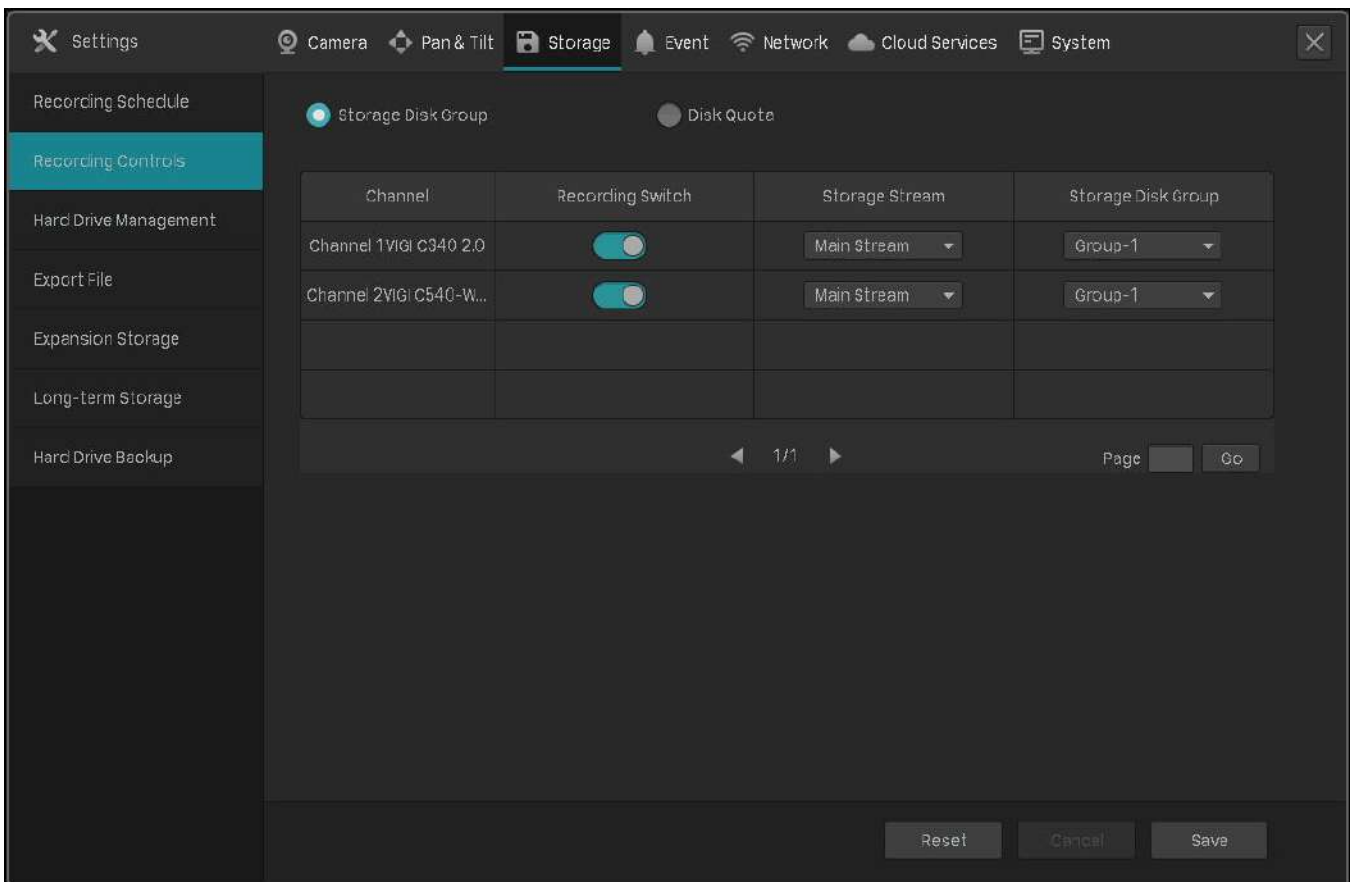 Settings Camera Pan & Tilt Storage Event Network Cloud Services System
Recording Schedule
Recording Controls
Hard Drive Management
Export File
Expansion Storage
Long-term Storage
Hard Drive Backup
Storage Disk Group Disk Quota
Channel Recording Switch Storage Stream Storage Disk Group
Channel 1VIGI C340 2.0 Main Stream Group-1
Channel 2VIGI C540-W... Main Stream Group-1
1/1 Page Go
Reset Cancel Save